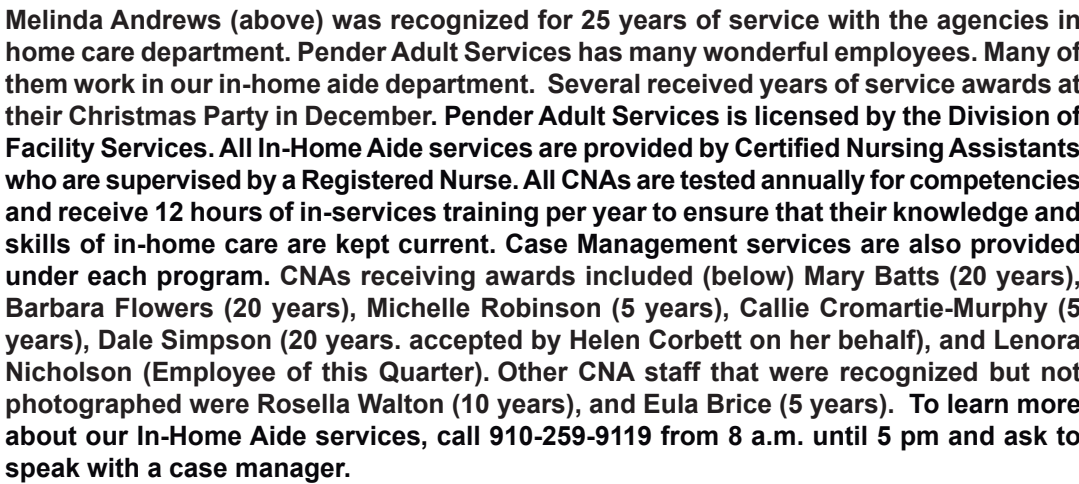 Melinda Andrews (above) was recognized for 25 years of service with the agencies in
home care department. Pender Adult Services has many wonderful employees. Many of
them work in our in-home aide department.  Several received years of service awards at
their Christmas Party in December. Pender Adult Services is licensed by the Division of
Facility Services. All In-Home Aide services are provided by Certified Nursing Assistants
who are supervised by a Registered Nurse. All CNAs are tested annually for competencies
and receive 12 hours of in-services training per year to ensure that their knowledge and
skills of in-home care are kept current. Case Management services are also provided
under each program. CNAs receiving awards included (below) Mary Batts (20 years),
Barbara Flowers (20 years), Michelle Robinson (5 years), Callie Cromartie-Murphy (5
years), Dale Simpson (20 years. accepted by Helen Corbett on her behalf), and Lenora
Nicholson (Employee of this Quarter). Other CNA staff that were recognized but not
photographed were Rosella Walton (10 years), and Eula Brice (5 years).  To learn more
about our In-Home Aide services, call 910-259-9119 from 8 a.m. until 5 pm and ask to
speak with a case manager.